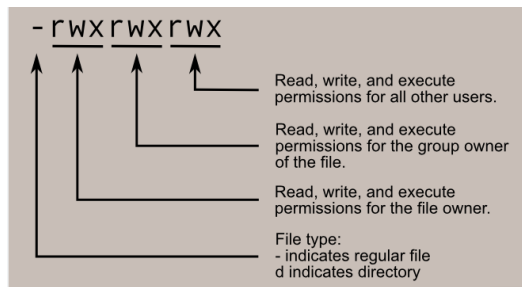 -rwxrwxrwx
Read, write, and execute
permissions for all other users.
Read, write, and execute
permissions for the group owner
of the file.
Read, write, and execute
permissions for the file owner.
File type:
- indicates regular file
d indicates directory